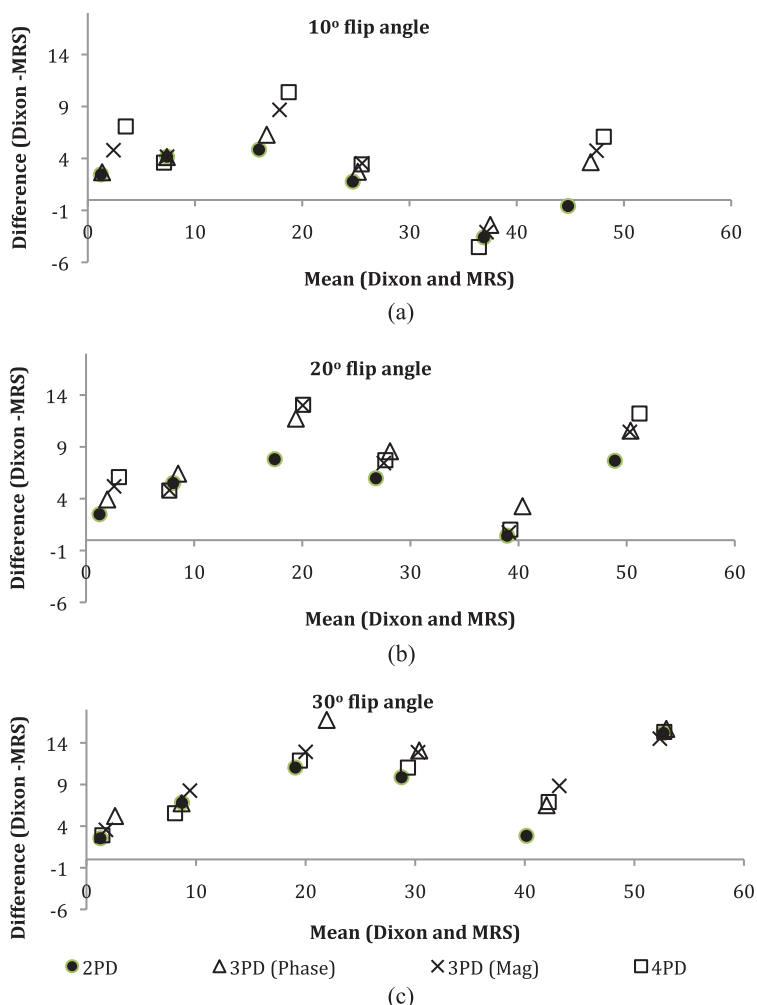 10º flip angle
Difference (Dixon -MRS)
14
9
4
-1
-6
0 10 20 30 40 50 60
Mean (Dixon and MRS)
(a)
20º flip angle
Difference (Dixon -MRS)
14
9
4
-1
-6
0 10 20 30 40 50 60
Mean (Dixon and MRS)
(b)
30º flip angle
Difference (Dixon -MRS)
14
9
4
-1
-6
0 10 20 30 40 50 60
Mean (Dixon and MRS)
2PD 3PD (Phase) 3PD (Mag) 4PD
(c)